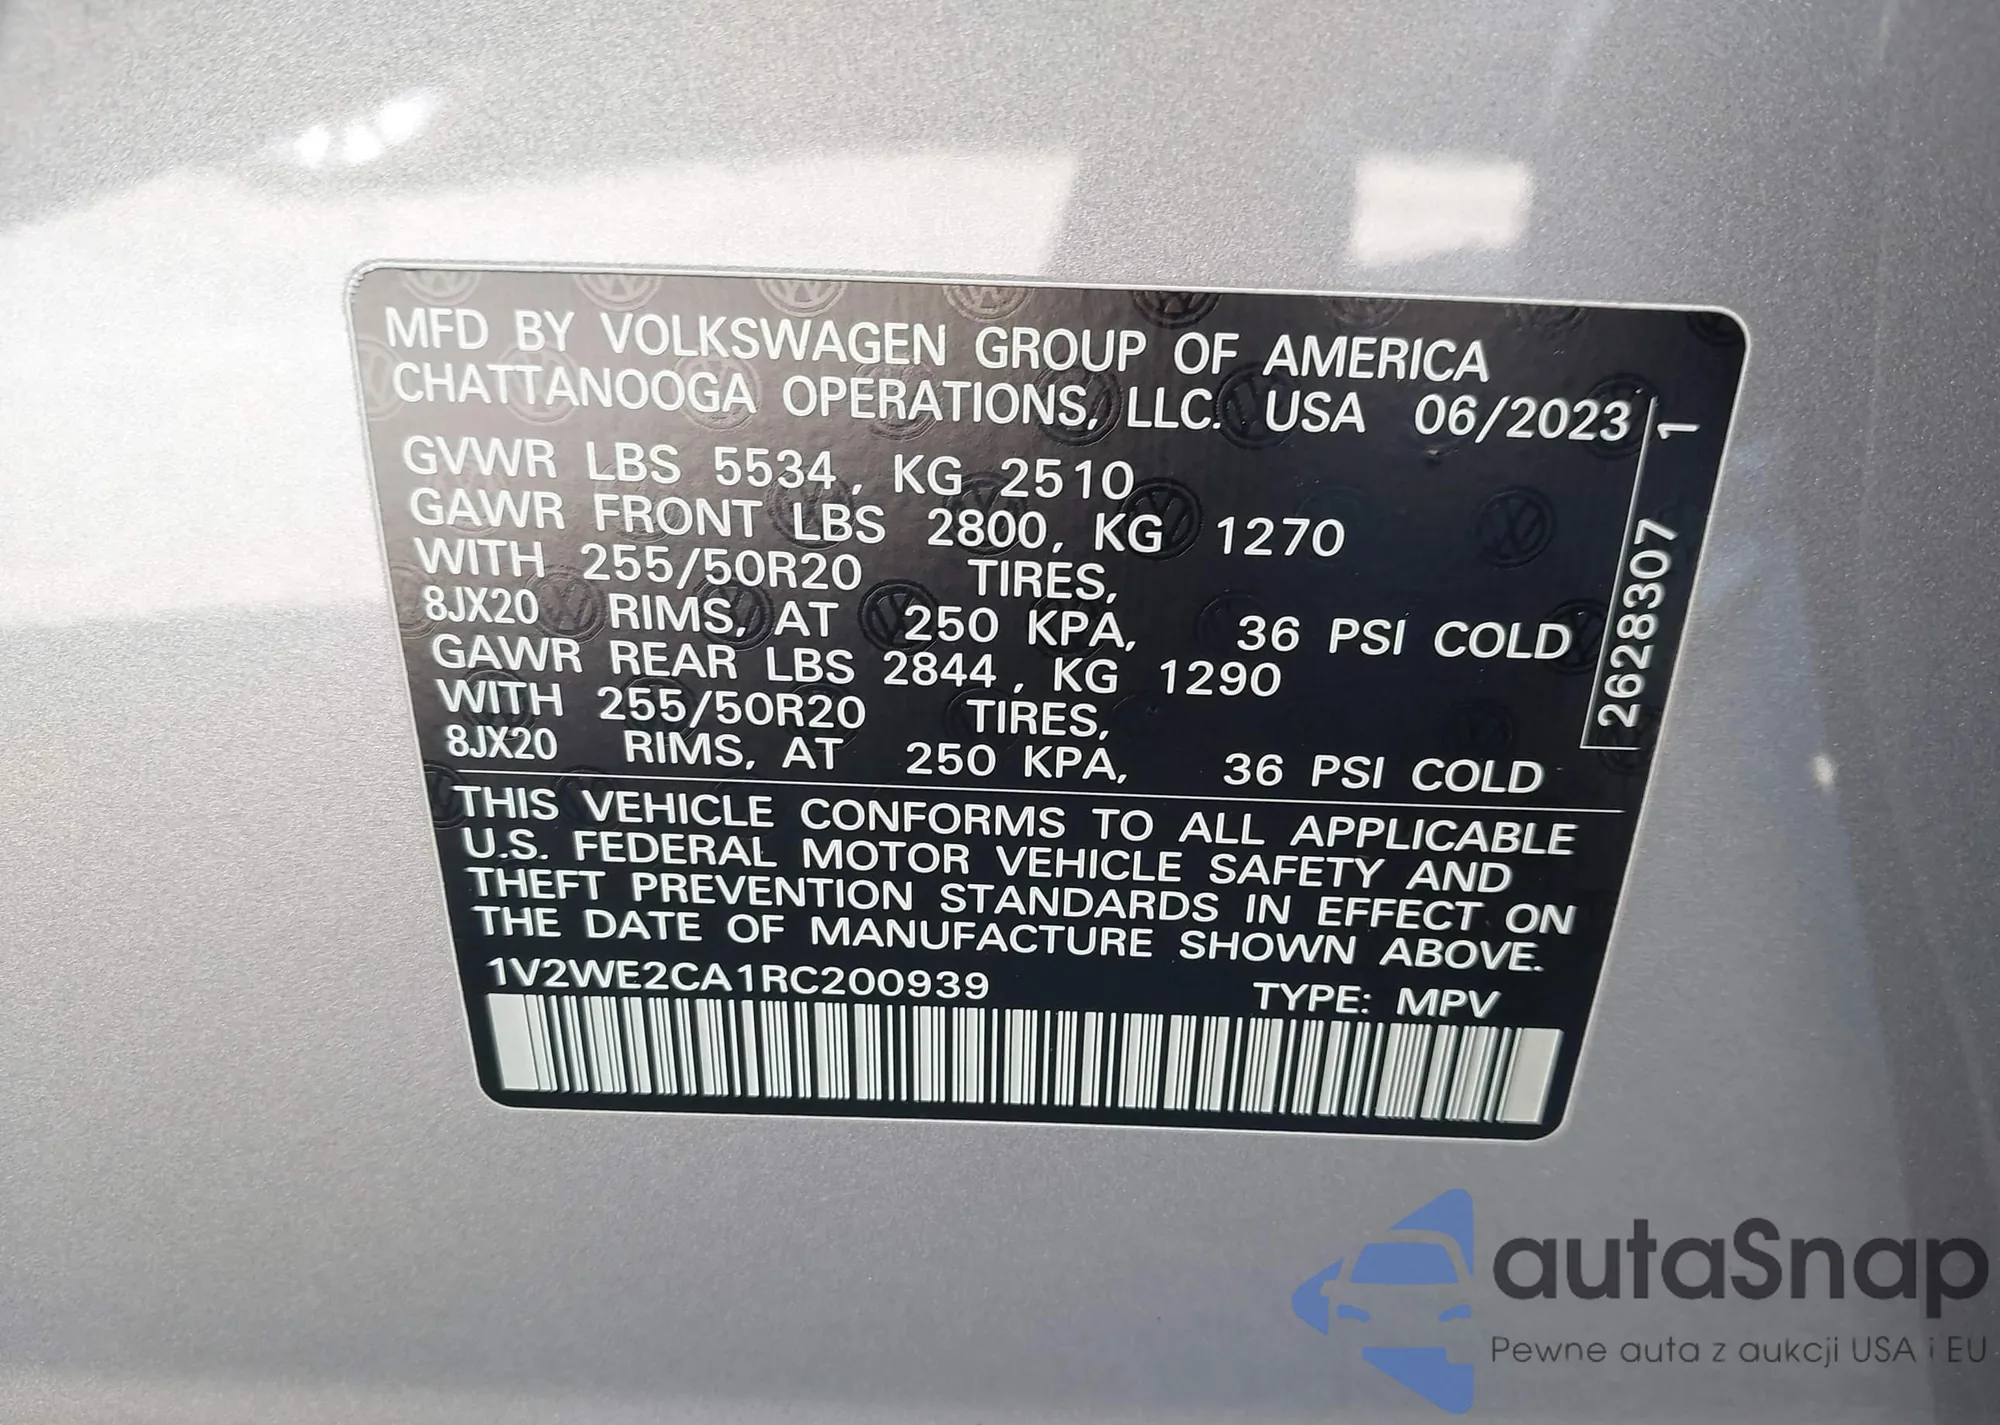 MFD BY VOLKSWAGEN GROUP OF AMERICA
CHATTANOOGA OPERATIONS, LLC. USA 06/2023
GVWR LBS 5534, KG 2510
GAWR FRONT LBS 2800, KG 1270
WITH 255/50R20 TIRES,
8JX20 RIMS, AT 250 KPA, 36 PSI COLD
GAWR REAR LBS 2844, KG 1290
WITH 255/50R20 TIRES,
8JX20 RIMS, AT 250 KPA, 36 PSI COLD
2628307 1
THIS VEHICLE CONFORMS TO ALL APPLICABLE
U.S. FEDERAL MOTOR VEHICLE SAFETY AND
THEFT PREVENTION STANDARDS IN EFFECT ON
THE DATE OF MANUFACTURE SHOWN ABOVE.
1V2WE2CA1RC200939
TYPE: MPV
autaSnap
Pewne auta z aukcji USA i EU